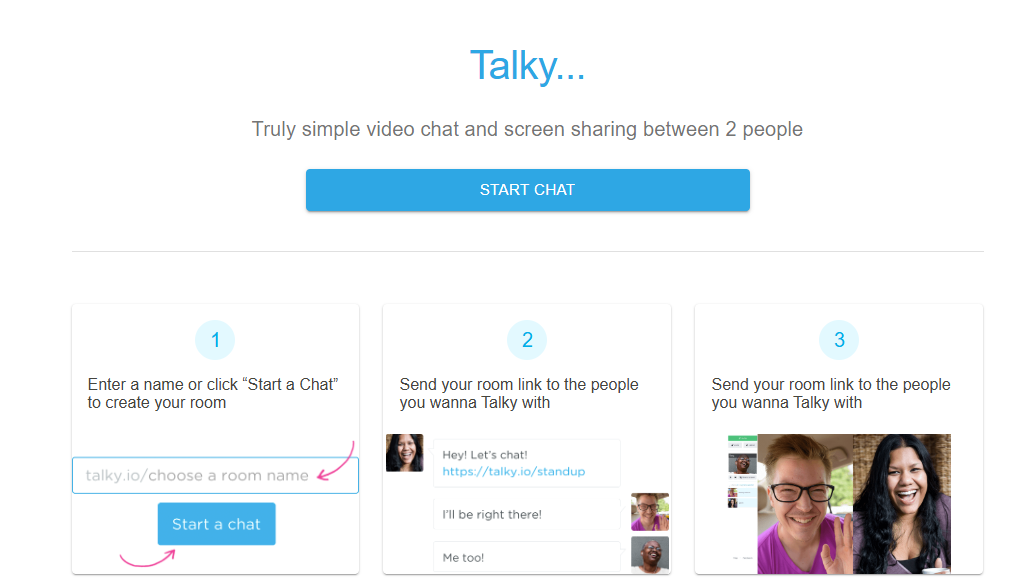 Talky...
Truly simple video chat and screen sharing between 2 people
START CHAT
1
Enter a name or click “Start a Chat”
to create your room
talky.io/choose a room name
Start a chat
2
Send your room link to the people
you wanna Talky with
Hey! Let's chat!
https://talky.io/standup
I'll be right there!
Me too!
3
Send your room link to the people
you wanna Talky with